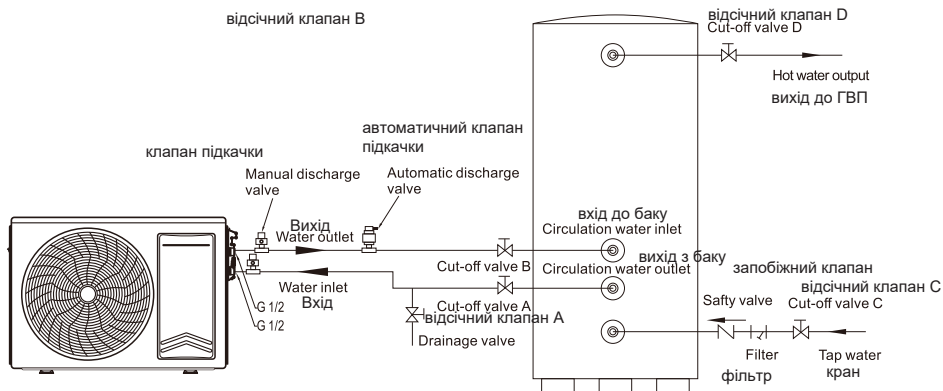 відсічний клапан B
відсічний клапан D
Cut-off valve D
Hot water output
вихід до ГВП
автоматичний клапан
підкачки
Automatic discharge
valve
клапан підкачки
Manual discharge
valve
Вихід
Water outlet
вхід до баку
Circulation water inlet
Cut-off valve B
вихід з баку
Circulation water outlet
Water inlet
Вхід
G 1/2
G 1/2
Cut-off valve A
відсічний клапан A
Drainage valve
запобіжний клапан
відсічний клапан C
Safty valve
Cut-off valve C
Filter
фільтр
Tap water
кран